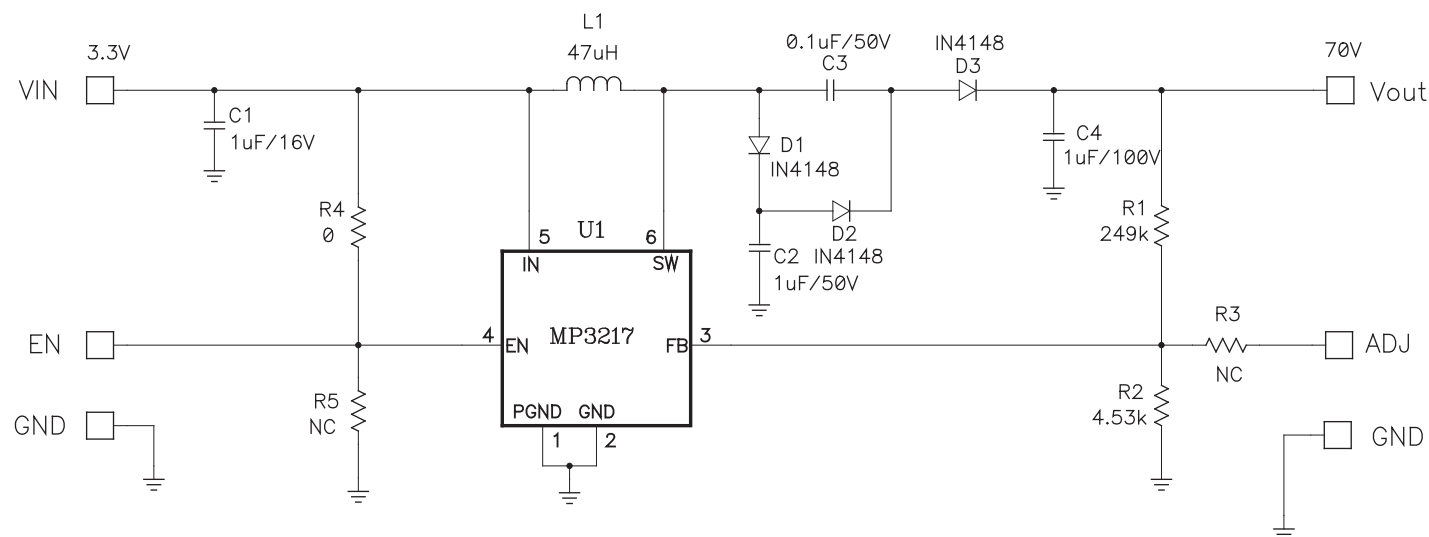 L1
47uH
3.3V
VIN
C1
1uF/16V
0.1uF/50V
C3
IN4148
D3
70V
Vout
D1
IN4148
C4
1uF/100V
R4
0
U1
5
6
IN
SW
D2
C2 IN4148
1uF/50V
R1
249k
EN
4
EN
MP3217
FB
3
R3
NC
ADJ
R5
NC
PGND GND
1
2
R2
4.53k
GND
GND